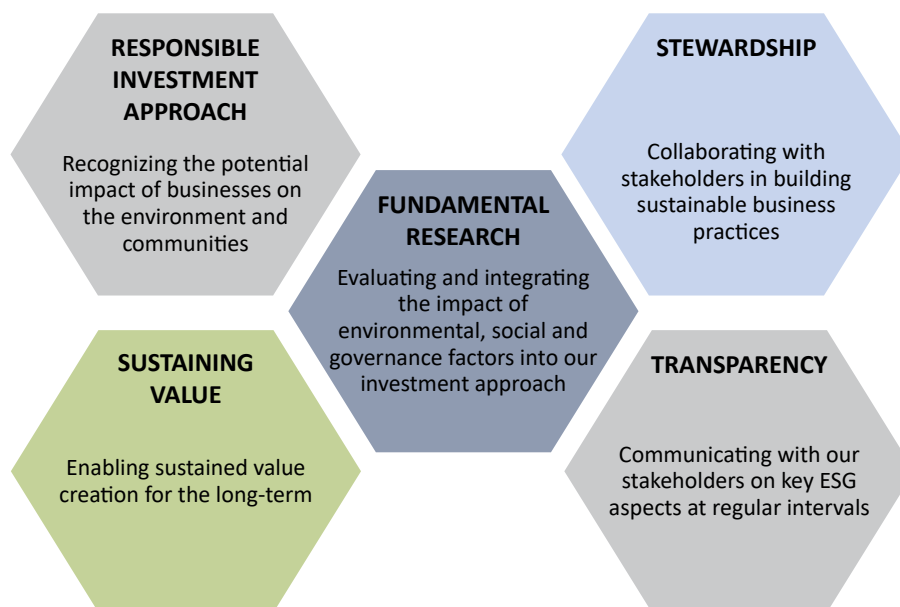 RESPONSIBLE
INVESTMENT
APPROACH
Recognizing the potential
impact of businesses on
the environment and
communities
STEWARDSHIP
Collaborating with
stakeholders in building
sustainable business
practices
FUNDAMENTAL
RESEARCH
Evaluating and integrating
the impact of
environmental, social and
governance factors into our
investment approach
SUSTAINING
VALUE
Enabling sustained value
creation for the long-term
TRANSPARENCY
Communicating with our
stakeholders on key ESG
aspects at regular intervals